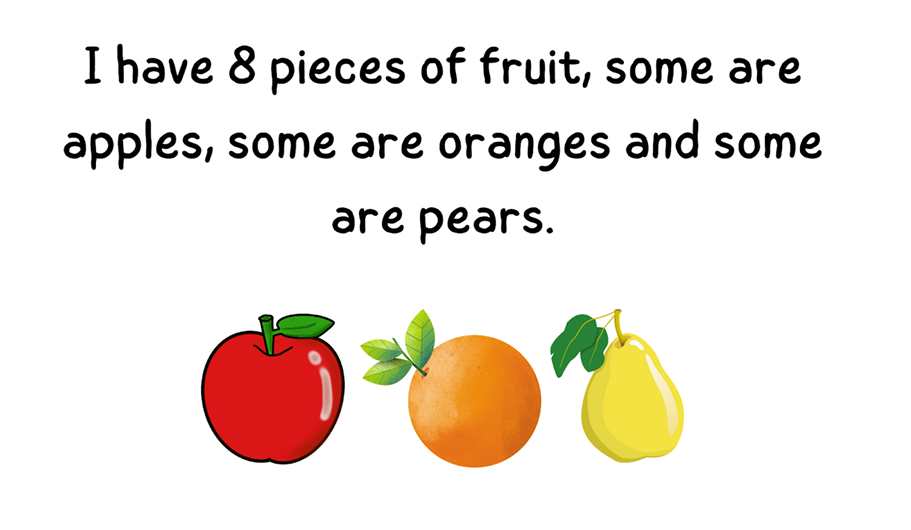 I have 8 pieces of fruit, some are
apples, some are oranges and some
are pears.